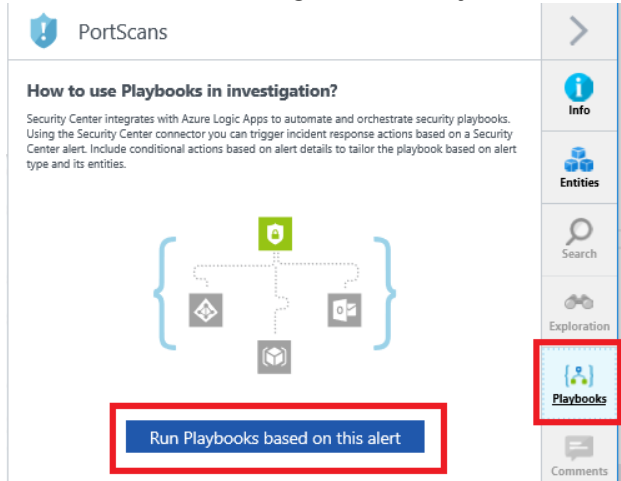 PortScans
How to use Playbooks in investigation?
Security Center integrates with Azure Logic Apps to automate and orchestrate security playbooks.
Using the Security Center connector you can trigger incident response actions based on a Security
Center alert. Include conditional actions based on alert details to tailor the playbook based on alert
type and its entities.
Run Playbooks based on this alert
Info
Entities
Search
Exploration
Playbooks
Comments